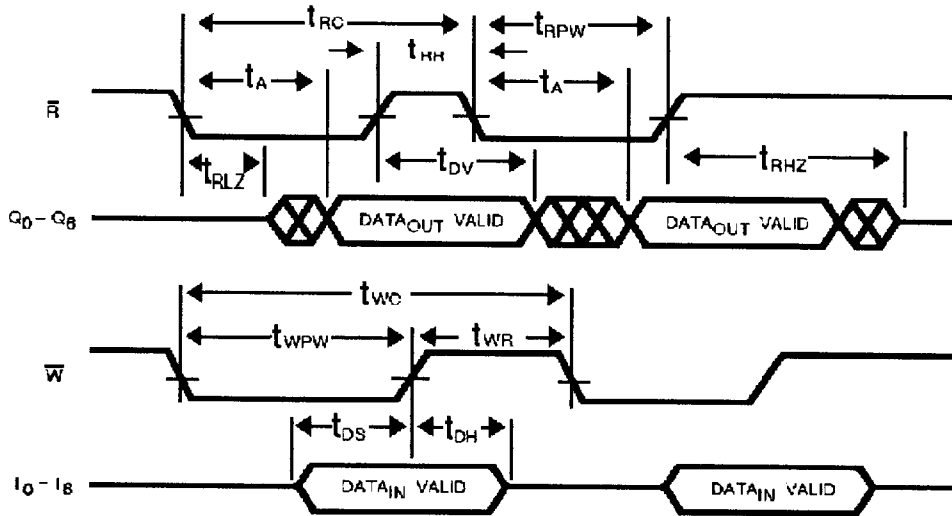 tRC tRPW
tRR
tA tA
R
tRLZ tDV tRHZ
Q0 – Q8 DATAOUT VALID DATAOUT VALID
tWC
tWPW tWR
W
tDS tDH
I0 – I8 DATAIN VALID DATAIN VALID